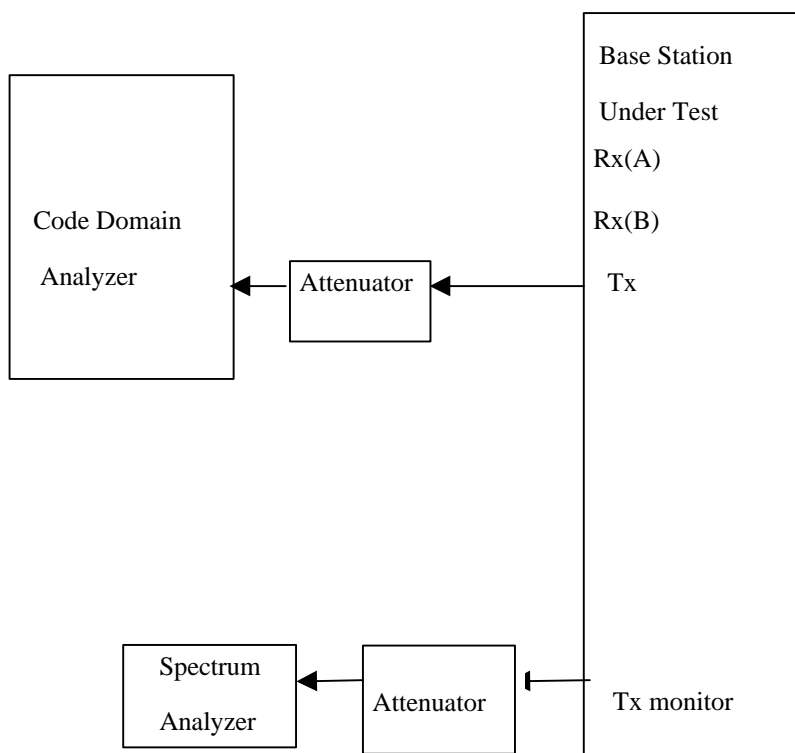 Base Station
Under Test
Rx(A)
Rx(B)
Tx
Code Domain
Analyzer
Attenuator
Spectrum
Analyzer
Attenuator
Tx monitor